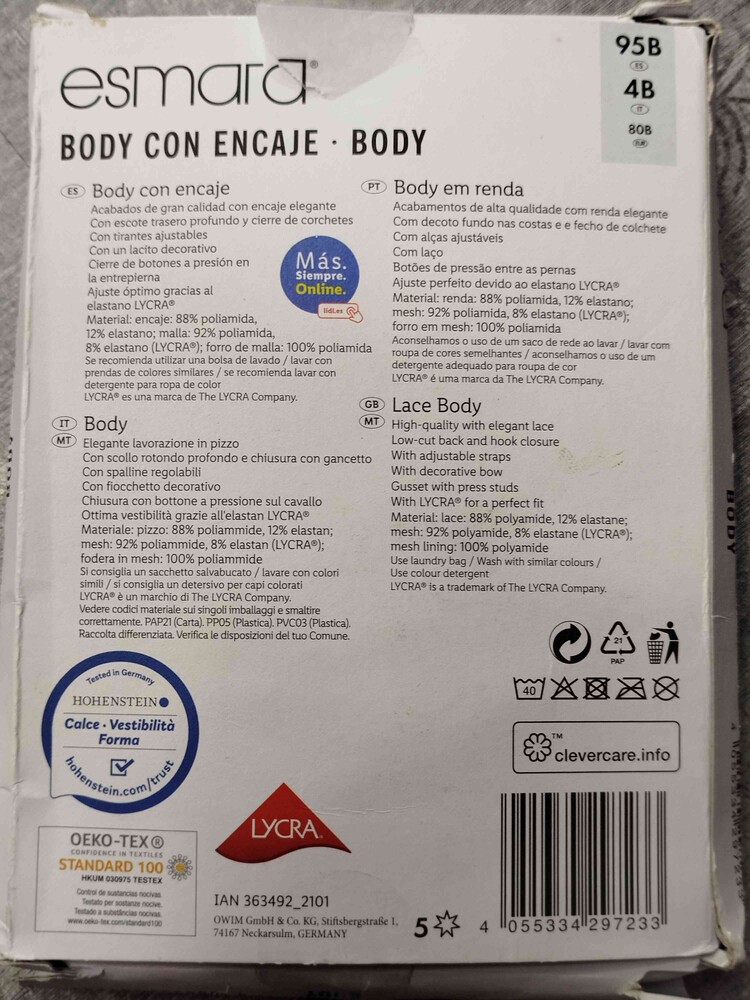 esmara®
BODY CON ENCAJE · BODY
95B
ES
4B
IT
80B
ES Body con encaje
Acabados de gran calidad con encaje elegante
Con escote trasero profundo y cierre de corchetes
Con tirantes ajustables
Con un lacito decorativo
Cierre de botones a presión en
la entrepierna
Ajuste óptimo gracias al
elastano LYCRA®
Material: encaje: 88% poliamida,
12% elastano; malla: 92% poliamida,
8% elastano (LYCRA®); forro de malla: 100% poliamida
Se recomienda utilizar una bolsa de lavado / lavar con
prendas de colores similares / se recomienda lavar con
detergente para ropa de color
LYCRA® es una marca de The LYCRA Company.
Más.
Siempre.
Online.
lidl.es
PT Body em renda
Acabamentos de alta qualidade com renda elegante
Com decoto fundo nas costas e e fecho de colchete
Com alças ajustáveis
Com laço
Botões de pressão entre as pernas
Ajuste perfeito devido ao elastano LYCRA®
Material: renda: 88% poliamida, 12% elastano;
mesh: 92% poliamida, 8% elastano (LYCRA®);
forro em mesh: 100% poliamida
Aconselhamos o uso de um saco de rede ao lavar / lavar com
roupa de cores semelhantes / aconselhamos o uso de um
detergente adequado para roupa de cor
LYCRA® é uma marca da The LYCRA Company.
IT Body
MT Elegante lavorazione in pizzo
Con scollo rotondo profondo e chiusura con gancetto
Con spalline regolabili
Con fiocchetto decorativo
Chiusura con bottone a pressione sul cavallo
Ottima vestibilità grazie all'elastan LYCRA®
Materiale: pizzo: 88% poliammide, 12% elastan;
mesh: 92% poliammide, 8% elastan (LYCRA®);
fodera in mesh: 100% poliammide
Si consiglia un sacchetto salvabucato / lavare con colori
simili / si consiglia un detersivo per capi colorati
LYCRA® è un marchio di The LYCRA Company.
Vedere codici materiale sui singoli imballaggi e smaltire
correttamente. PAP21 (Carta). PP05 (Plastica). PVC03 (Plastica).
Raccolta differenziata. Verifica le disposizioni del tuo Comune.
GB Lace Body
MT High-quality with elegant lace
Low-cut back and hook closure
With adjustable straps
With decorative bow
Gusset with press studs
With LYCRA® for a perfect fit
Material: lace: 88% polyamide, 12% elastane;
mesh: 92% polyamide, 8% elastane (LYCRA®);
mesh lining: 100% polyamide
Use laundry bag / Wash with similar colours /
Use colour detergent
LYCRA® is a trademark of The LYCRA Company.
21
PAP
40
clevercare.info™
Tested in Germany
HOHENSTEIN
Calce · Vestibilità
Forma
hohenstein.com/trust
OEKO-TEX®
CONFIDENCE IN TEXTILES
STANDARD 100
HKUM 030975 TESTEX
Control de sustancias nocivas.
Testato per sostanze nocive.
Testado a substâncias nocivas.
www.oeko-tex.com/standard100
LYCRA®
IAN 363492_2101
OWIM GmbH & Co. KG, Stiftsbergstraße 1,
74167 Neckarsulm, GERMANY
5
4 055334 297233
BODY